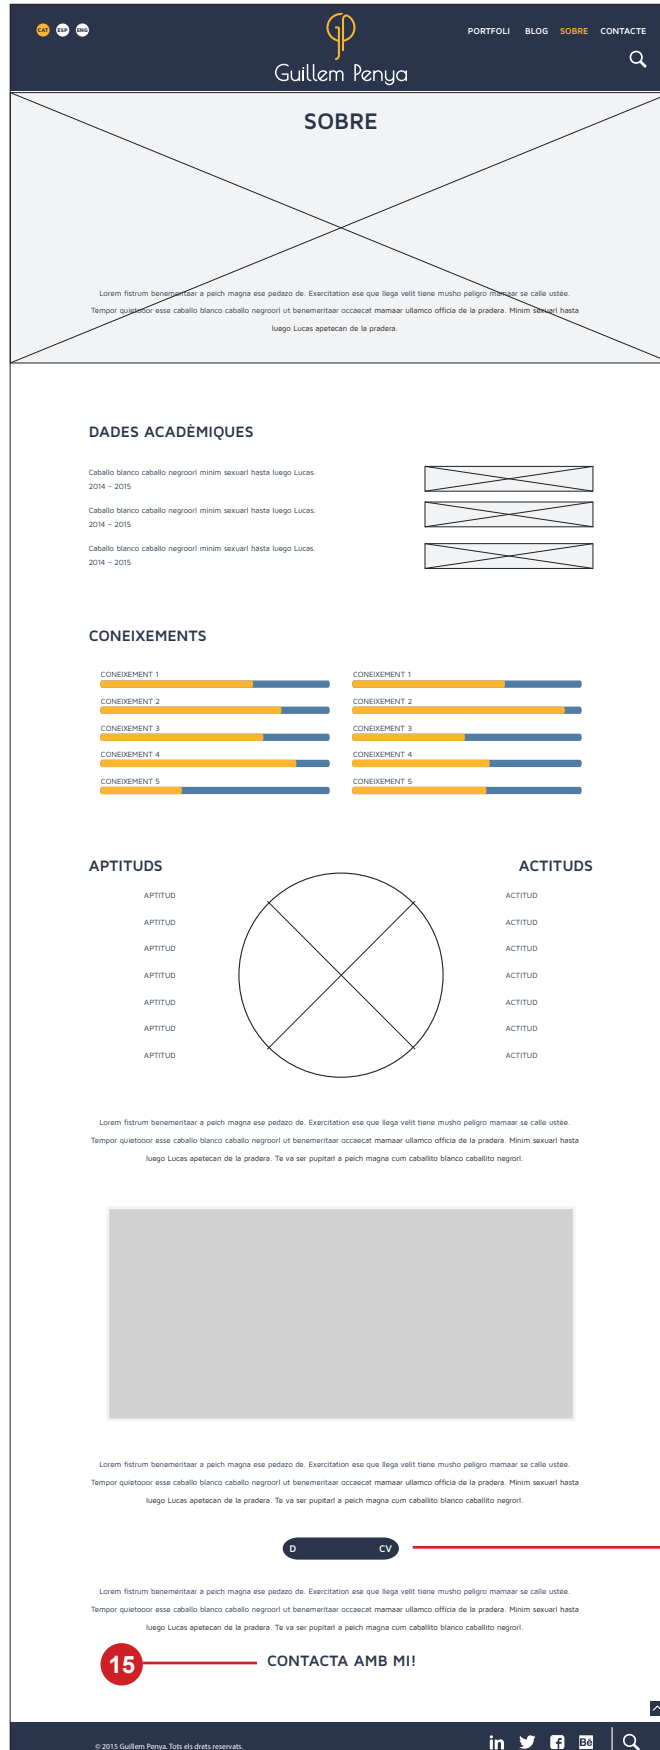 CAT ESP ENG
PORTFOLI BLOG SOBRE CONTACTE
Guillem Penya
SOBRE
Lorem fistrum benemeritaar a peich magna ese pedazo de. Exercitation ese que llega velit tiene musho peligro mamaar se calle ustée.
Tempor quietooor esse caballo blanco caballo negroorl ut benemeritaar occaecat mamaar ullamco officia de la pradera. Minim sexuarl hasta
luego Lucas apetecan de la pradera.
DADES ACADÈMIQUES
Caballo blanco caballo negroorl minim sexuarl hasta luego Lucas.
2014 - 2015
Caballo blanco caballo negroorl minim sexuarl hasta luego Lucas.
2014 - 2015
Caballo blanco caballo negroorl minim sexuarl hasta luego Lucas.
2014 - 2015
CONEIXEMENTS
CONEIXEMENT 1 CONEIXEMENT 1
CONEIXEMENT 2 CONEIXEMENT 2
CONEIXEMENT 3 CONEIXEMENT 3
CONEIXEMENT 4 CONEIXEMENT 4
CONEIXEMENT 5 CONEIXEMENT 5
APTITUDS ACTITUDS
APTITUD ACTITUD
APTITUD ACTITUD
APTITUD ACTITUD
APTITUD ACTITUD
APTITUD ACTITUD
APTITUD ACTITUD
APTITUD ACTITUD
Lorem fistrum benemeritaar a peich magna ese pedazo de. Exercitation ese que llega velit tiene musho peligro mamaar se calle ustée.
Tempor quietooor esse caballo blanco caballo negroorl ut benemeritaar occaecat mamaar ullamco officia de la pradera. Minim sexuarl hasta
luego Lucas apetecan de la pradera. Te va ser pupitarl a peich magna cum caballito blanco caballito negrorl.
Lorem fistrum benemeritaar a peich magna ese pedazo de. Exercitation ese que llega velit tiene musho peligro mamaar se calle ustée.
Tempor quietooor esse caballo blanco caballo negroorl ut benemeritaar occaecat mamaar ullamco officia de la pradera. Minim sexuarl hasta
luego Lucas apetecan de la pradera. Te va ser pupitarl a peich magna cum caballito blanco caballito negrorl.
D CV
Lorem fistrum benemeritaar a peich magna ese pedazo de. Exercitation ese que llega velit tiene musho peligro mamaar se calle ustée.
Tempor quietooor esse caballo blanco caballo negroorl ut benemeritaar occaecat mamaar ullamco officia de la pradera. Minim sexuarl hasta
luego Lucas apetecan de la pradera. Te va ser pupitarl a peich magna cum caballito blanco caballito negrorl.
15 CONTACTA AMB MI!
© 2015 Guillem Penya. Tots els drets reservats.